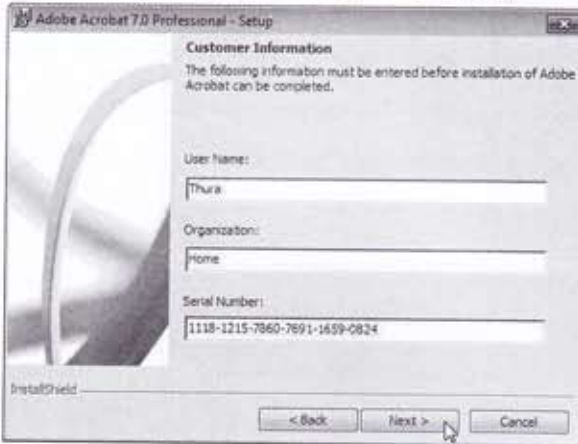 Adobe Acrobat 7.0 Professional - Setup
Customer Information
The following information must be entered before installation of Adobe
Acrobat can be completed.
User Name:
Thura
Organization:
Home
Serial Number:
1118-1215-7860-7691-1659-0824
InstallShield
< Back
Next >
Cancel